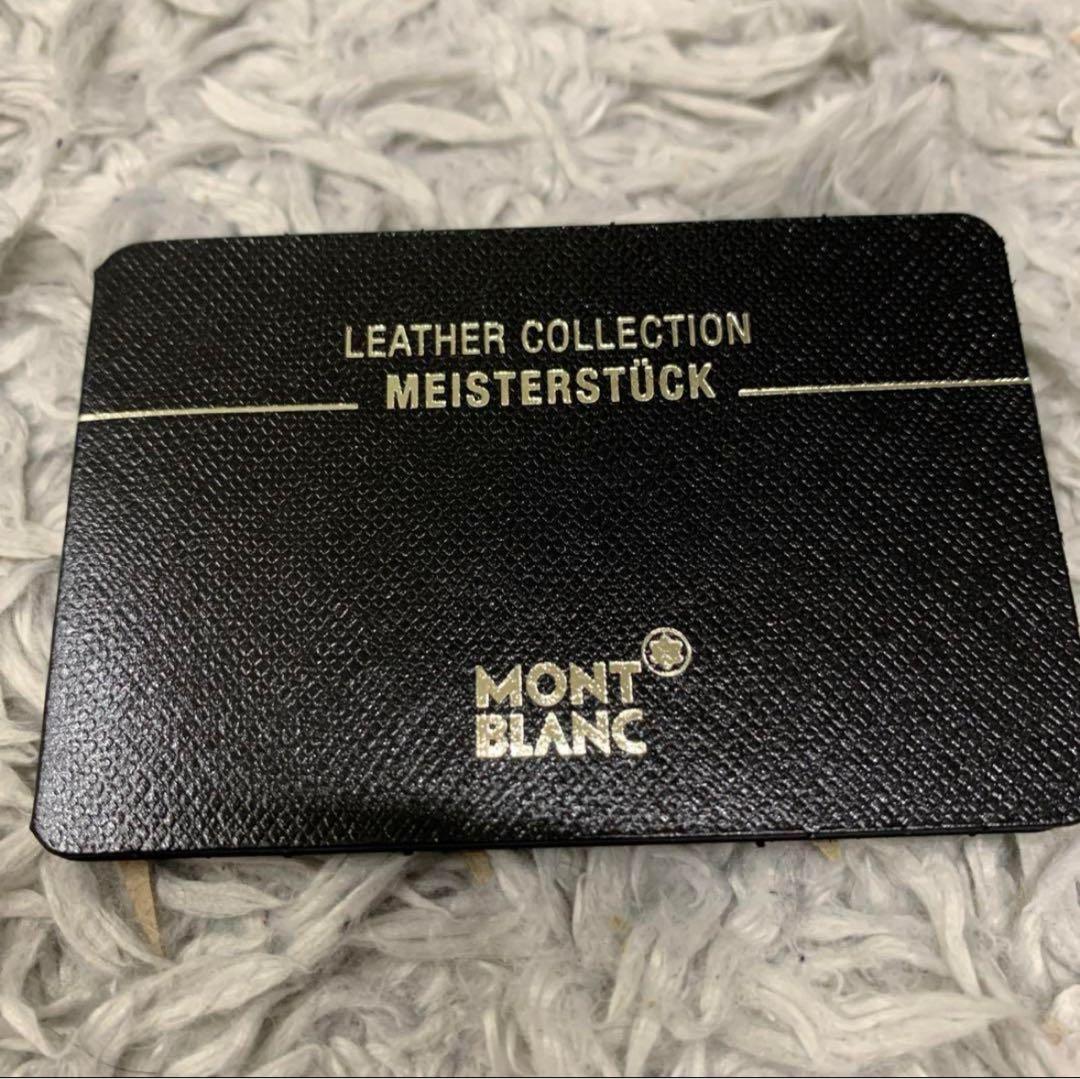 LEATHER COLLECTION
MEISTERSTÜCK
MONT
BLANC